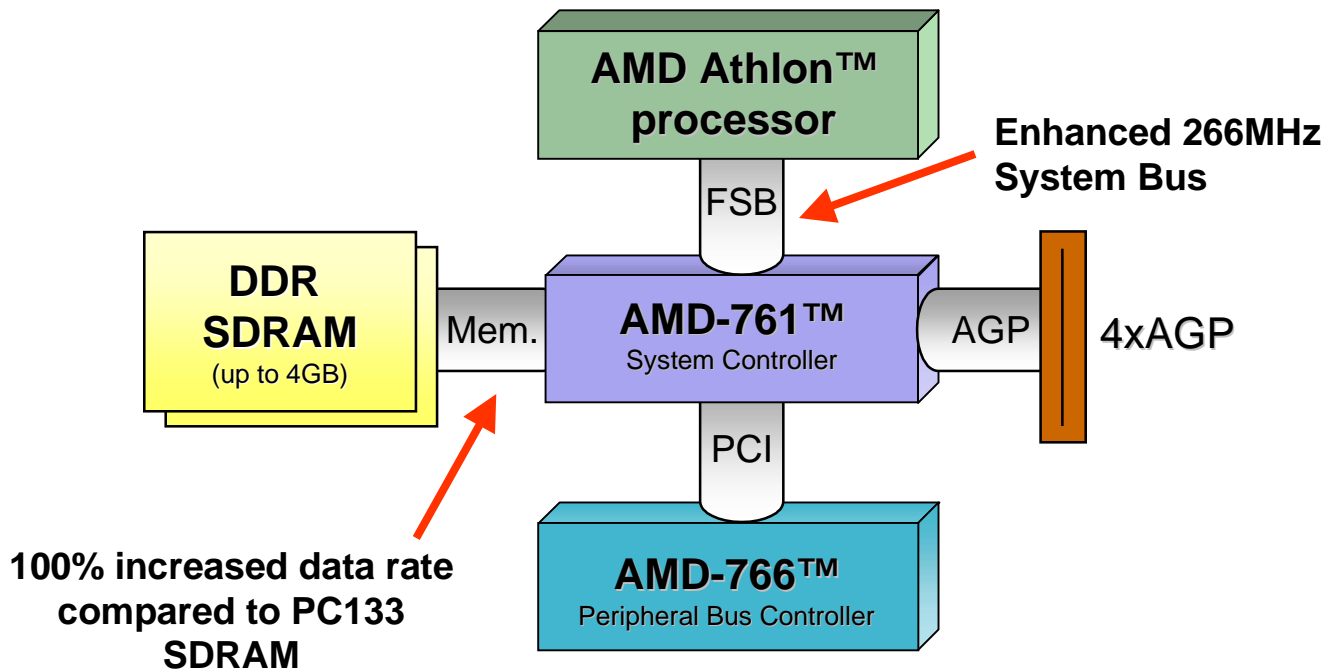 AMD Athlon™
processor
Enhanced 266MHz
System Bus
FSB
DDR
SDRAM
(up to 4GB)
Mem.
AMD-761™
System Controller
AGP
4xAGP
PCI
100% increased data rate
compared to PC133
SDRAM
AMD-766™
Peripheral Bus Controller